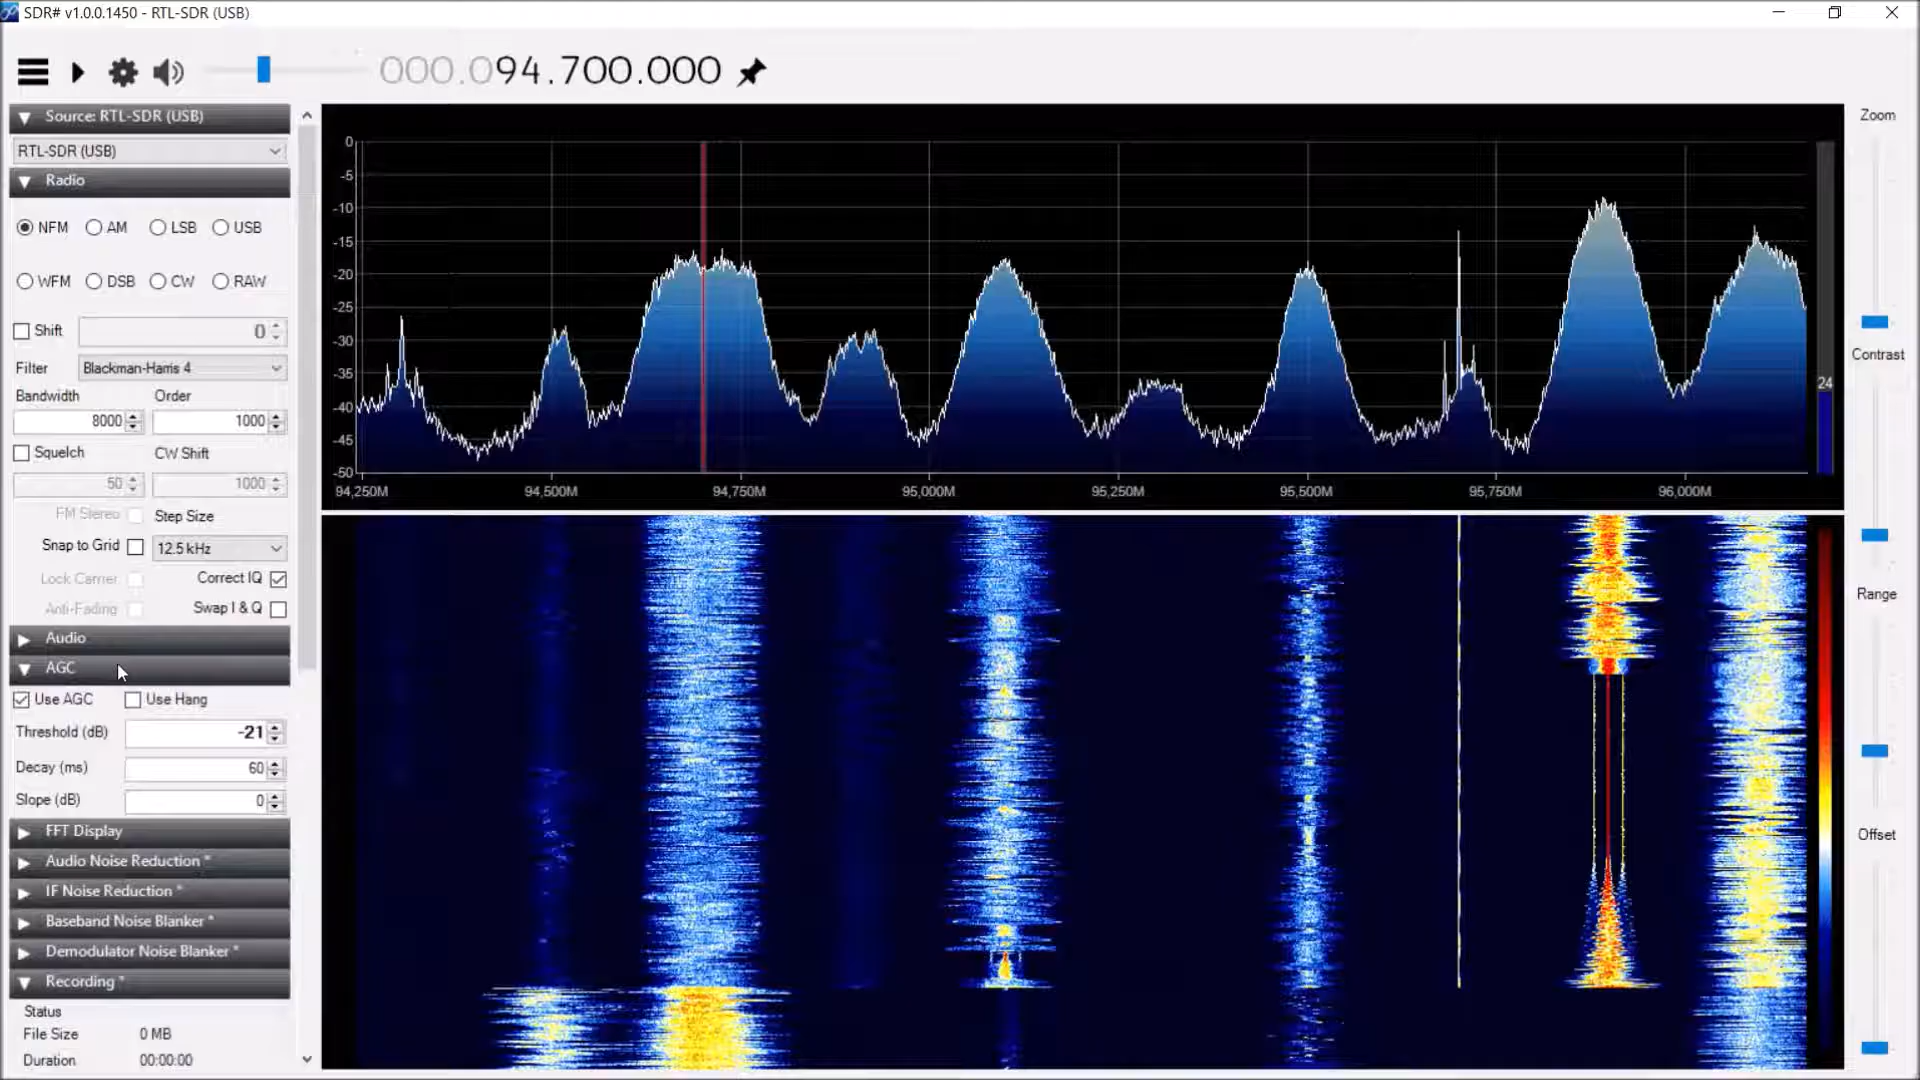 SDR# v1.0.0.1450 - RTL-SDR (USB)
000.094.700.000
Source: RTL-SDR (USB)
RTL-SDR (USB)
Radio
NFM AM LSB USB
WFM DSB CW RAW
Shift 0
Filter Blackman-Harris 4
Bandwidth Order
8000 1000
Squelch CW Shift
50 1000
FM Stereo Step Size
Snap to Grid 12.5 kHz
Lock Carrier Correct IQ
Anti-Fading Swap I & Q
Audio
AGC
Use AGC Use Hang
Threshold (dB) -21
Decay (ms) 60
Slope (dB) 0
FFT Display
Audio Noise Reduction *
IF Noise Reduction *
Baseband Noise Blanker *
Demodulator Noise Blanker *
Recording *
Status
File Size 0 MB
Duration 00:00:00
0
-5
-10
-15
-20
-25
-30
-35
-40
-45
-50
94,250M 94,500M 94,750M 95,000M 95,250M 95,500M 95,750M 96,000M
24
Zoom
Contrast
Range
Offset